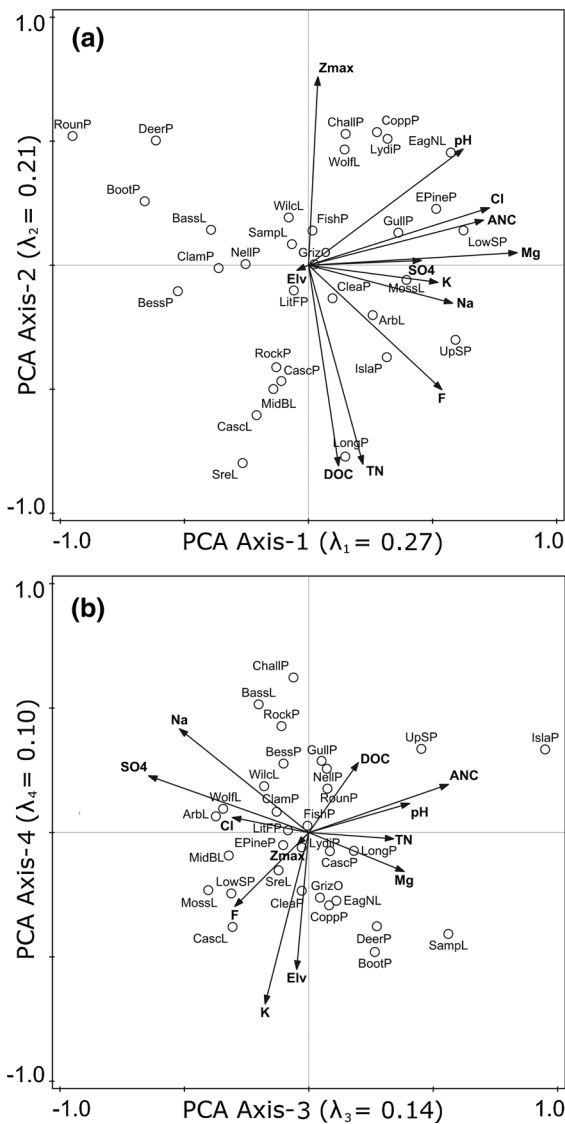 1.0
(a)
Zmax
RounP
DeerP
ChallP
CoppP
LydiP
EagNL
pH
WolfL
BootP
WilcL
EPineP
Cl
BassL
FishP
GullP
ANC
SampL
LowSP
ClamP
NellP
GrizO
Mg
SO4
Elv
K
BessP
LitFP
CleaP
MossL
Na
ArbL
UpSP
RockP
CascP
IslaP
MidBL
F
CascL
LongP
SreL
DOC
TN
-1.0
PCA Axis-2 (λ2= 0.21)
-1.0
PCA Axis-1 (λ1= 0.27)
1.0
1.0
(b)
ChallP
BassL
Na
RockP
UpSP
IslaP
BessP
GullP
DOC
SO4
WilcL
NellP
ANC
WolfL
ClamP
RounP
pH
ArbL
Cl
FishP
LitFP
EPineP
LydiP
TN
Zmax
LongP
MidBL
CascP
Mg
LowSP
SreL
GrizO
MossL
F
CleaP
EagNL
CoppP
CascL
DeerP
SampL
BootP
Elv
K
-1.0
PCA Axis-4 (λ4= 0.10)
-1.0
PCA Axis-3 (λ3= 0.14)
1.0